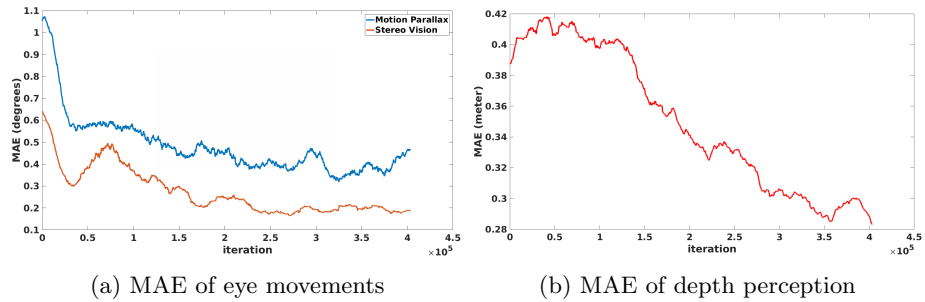 1.1
1
0.9
0.8
0.7
0.6
0.5
0.4
0.3
0.2
0.1
MAE (degrees)
Motion Parallax
Stereo Vision
0 0.5 1 1.5 2 2.5 3 3.5 4 4.5
iteration
×10⁵
(a) MAE of eye movements
0.42
0.4
0.38
0.36
0.34
0.32
0.3
0.28
MAE (meter)
0 0.5 1 1.5 2 2.5 3 3.5 4 4.5
iteration
×10⁵
(b) MAE of depth perception